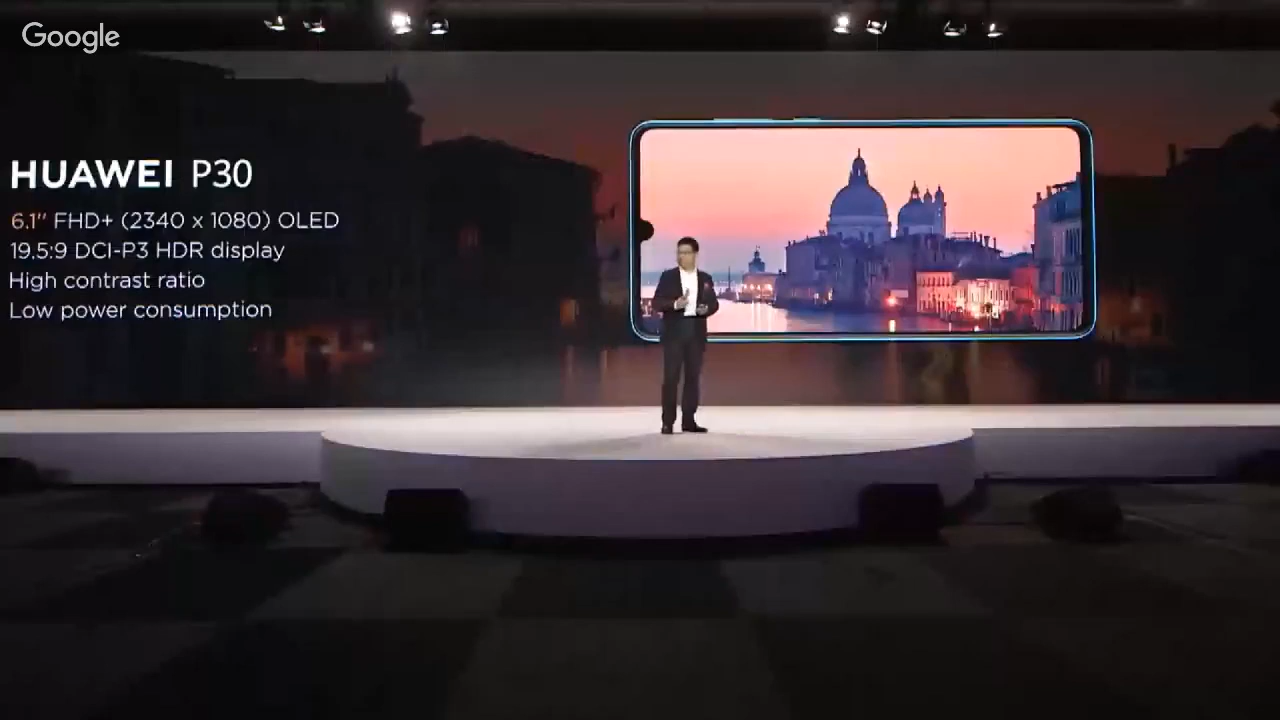 Google
HUAWEI P30
6.1" FHD+ (2340 x 1080) OLED
19.5:9 DCI-P3 HDR display
High contrast ratio
Low power consumption